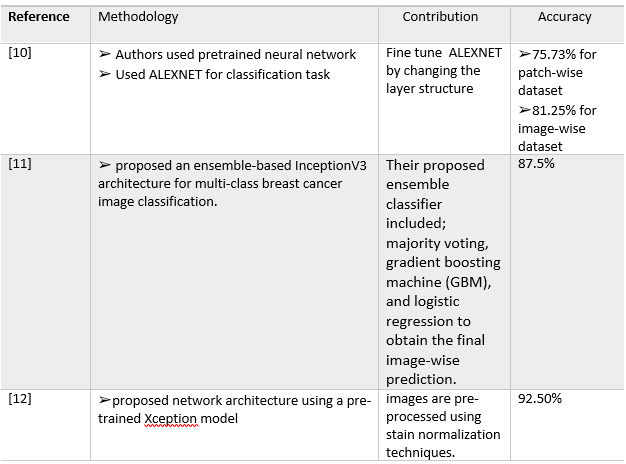 Reference Methodology Contribution Accuracy
[10]
➢ Authors used pretrained neural network
➢ Used ALEXNET for classification task
Fine tune ALEXNET
by changing the
layer structure
➢75.73% for
patch-wise
dataset
➢81.25% for
image-wise
dataset
[11]
➢ proposed an ensemble-based InceptionV3
architecture for multi-class breast cancer
image classification.
Their proposed
ensemble
classifier
included;
majority voting,
gradient boosting
machine (GBM),
and logistic
regression to
obtain the final
image-wise
prediction.
87.5%
[12]
➢proposed network architecture using a pre-
trained Xception model
images are pre-
processed using
stain normalization
techniques.
92.50%